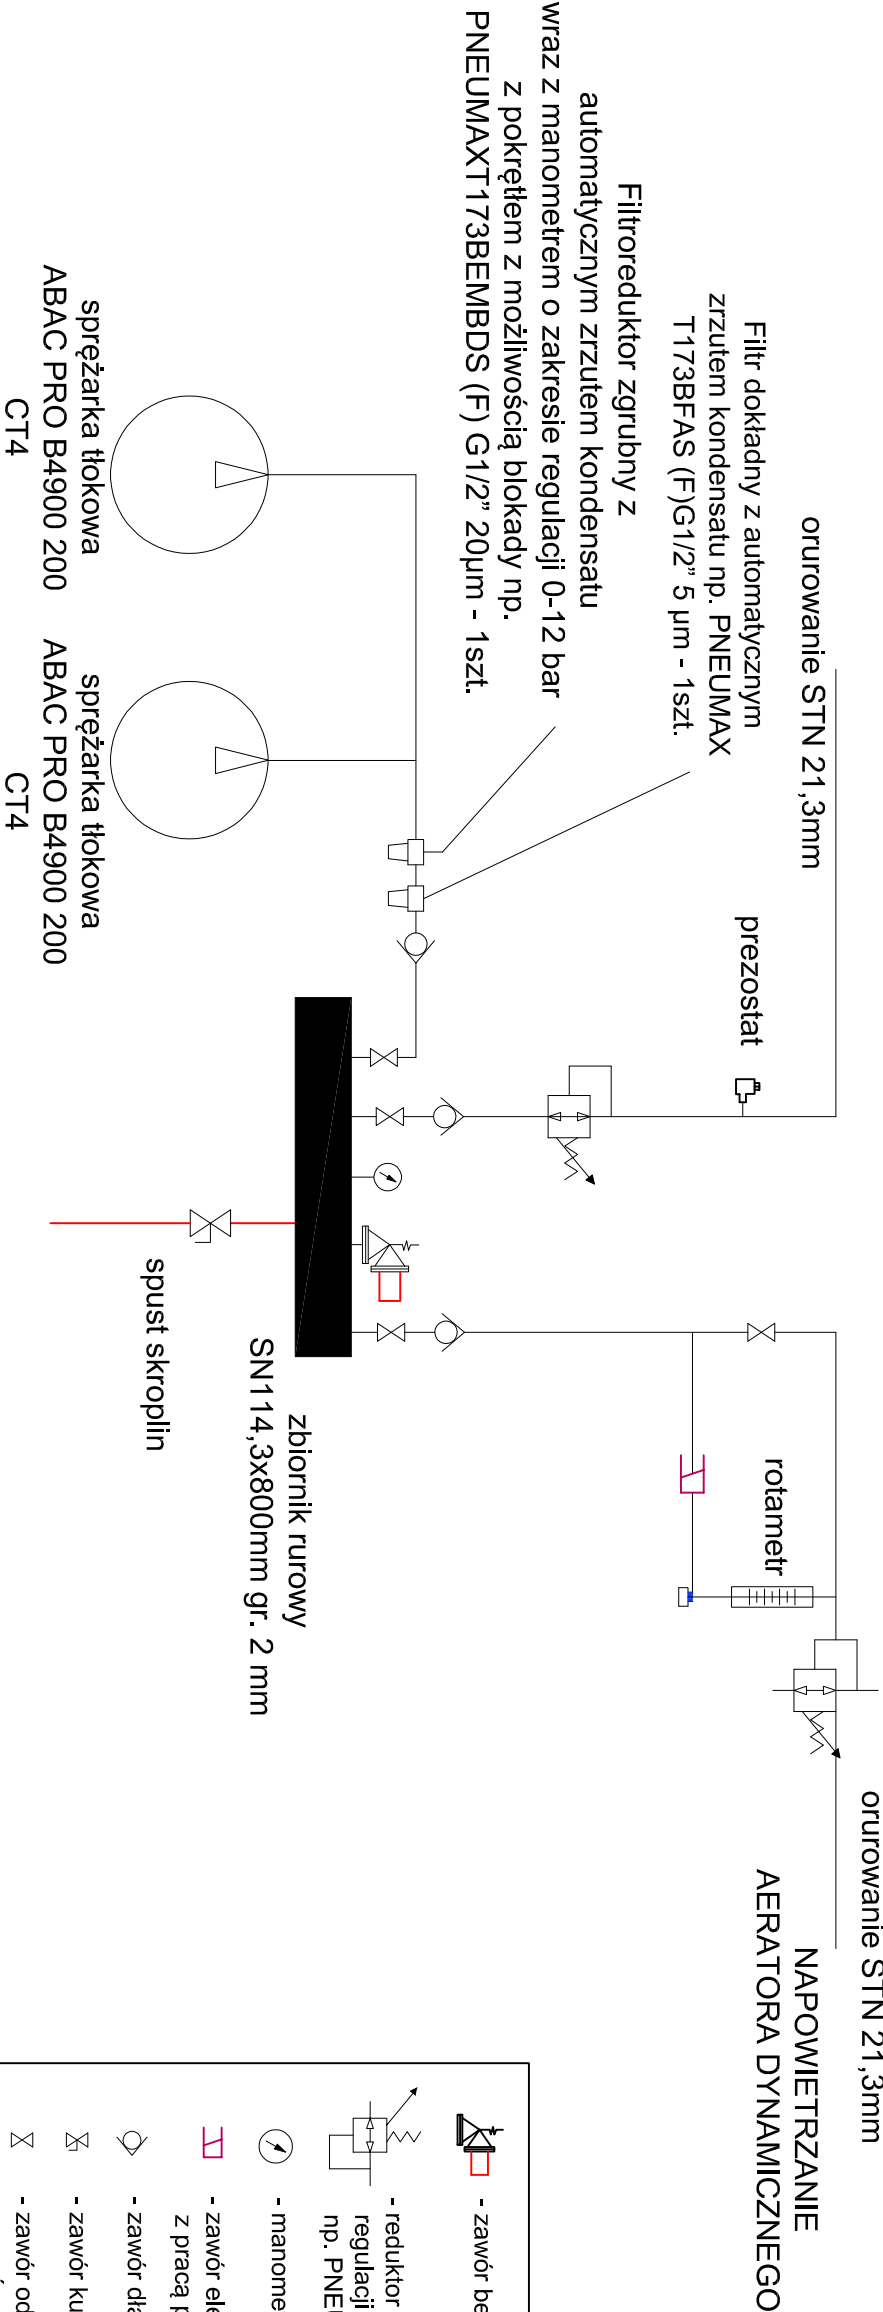 orurowanie STN 21,3mm
NAPOWIETRZANIE
AERATORA DYNAMICZNEGO
orurowanie STN 21,3mm
prezostat
rotametr
Filtr dokładny z automatycznym
zrzutem kondensatu np. PNEUMAX
T173BFAS (F)G1/2" 5 µm - 1szt.
Filtroreduktor zgrubny z
automatycznym zrzutem kondensatu
wraz z manometrem o zakresie regulacji 0-12 bar
z pokrętłem z możliwością blokady np.
PNEUMAXT173BEMBDS (F) G1/2" 20µm - 1szt.
zbiornik rurowy
SN114,3x800mm gr. 2 mm
spust skroplin
sprężarka tłokowa
ABAC PRO B4900 200
CT4
sprężarka tłokowa
ABAC PRO B4900 200
CT4
- zawór be
- reduktor
regulacji
np. PNEU
- manome
- zawór ele
z pracą p
- zawór dła
- zawór ku
- zawór od